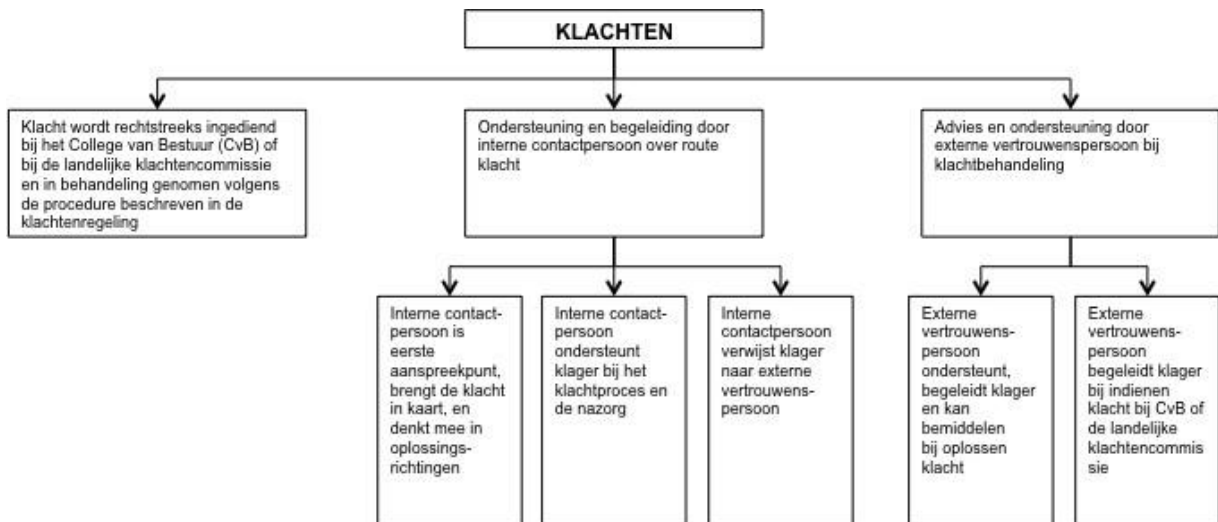 KLACHTEN
Klacht wordt rechtstreeks ingediend
bij het College van Bestuur (CvB) of
bij de landelijke klachtencommissie
en in behandeling genomen volgens
de procedure beschreven in de
klachtenregeling
Ondersteuning en begeleiding door
interne contactpersoon over route
klacht
Advies en ondersteuning door
externe vertrouwenspersoon bij
klachtbehandeling
Interne contact-
persoon is
eerste
aanspreekpunt,
brengt de klacht
in kaart, en
denkt mee in
oplossings-
richtingen
Interne contact-
persoon
ondersteunt
klager bij het
klachtproces en
de nazorg
Interne
contactpersoon
verwijst klager
naar externe
vertrouwens-
persoon
Externe
vertrouwens-
persoon
ondersteunt,
begeleidt klager
en kan
bemiddelen
bij oplossen
klacht
Externe
vertrouwens-
persoon
begeleidt klager
bij indienen
klacht bij CvB of
de landelijke
klachtencommis
sie